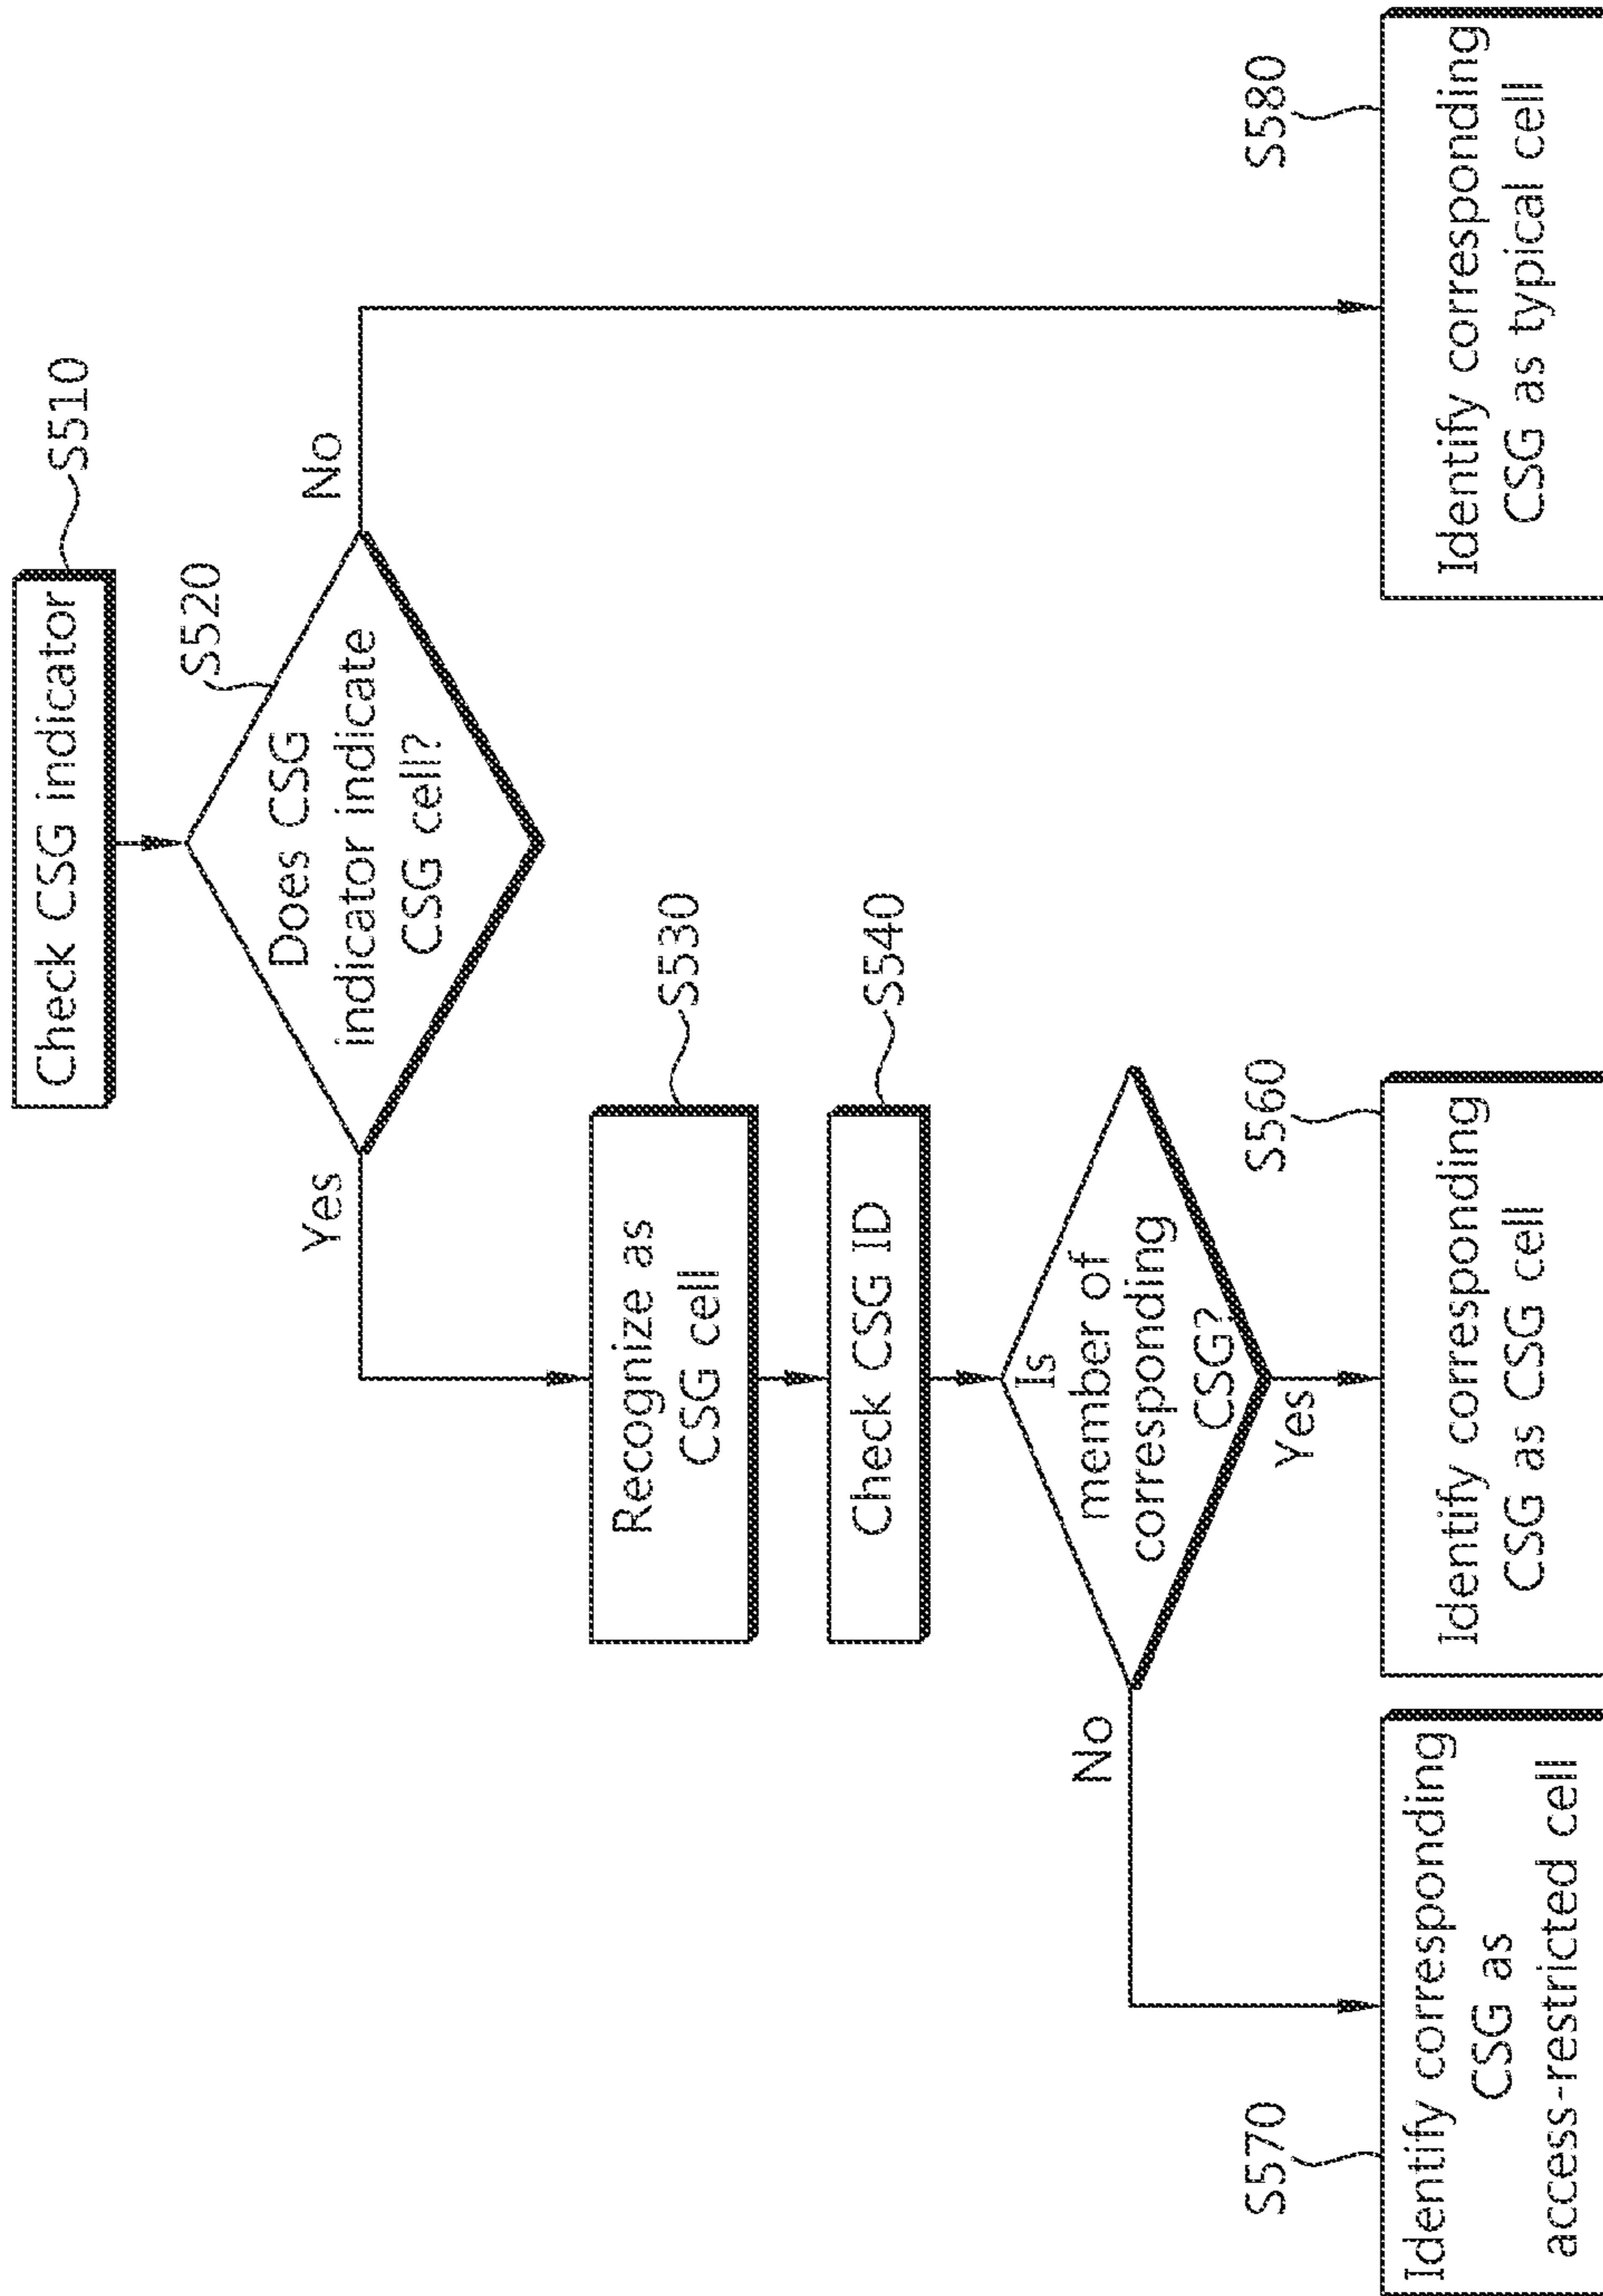 Check CSG indicator
S510
S520
Does CSG
indicator indicate
CSG cell?
Yes
No
Recognize as
CSG cell
S530
Check CSG ID
S540
Is
member of
corresponding
CSG?
No
Yes
S570
Identify corresponding
CSG as
access-restricted cell
S560
Identify corresponding
CSG as CSG cell
S580
Identify corresponding
CSG as typical cell